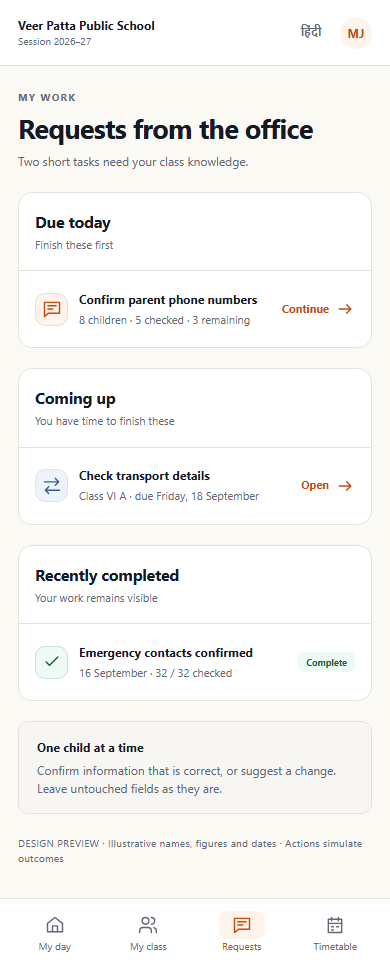 Veer Patta Public School
Session 2026–27
हिंदी
MJ
MY WORK
Requests from the office
Two short tasks need your class knowledge.
Due today
Finish these first
Confirm parent phone numbers
8 children · 5 checked · 3 remaining
Continue
Coming up
You have time to finish these
Check transport details
Class VI A · due Friday, 18 September
Open
Recently completed
Your work remains visible
Emergency contacts confirmed
16 September · 32 / 32 checked
Complete
One child at a time
Confirm information that is correct, or suggest a change.
Leave untouched fields as they are.
DESIGN PREVIEW · Illustrative names, figures and dates · Actions simulate
outcomes
My day
My class
Requests
Timetable